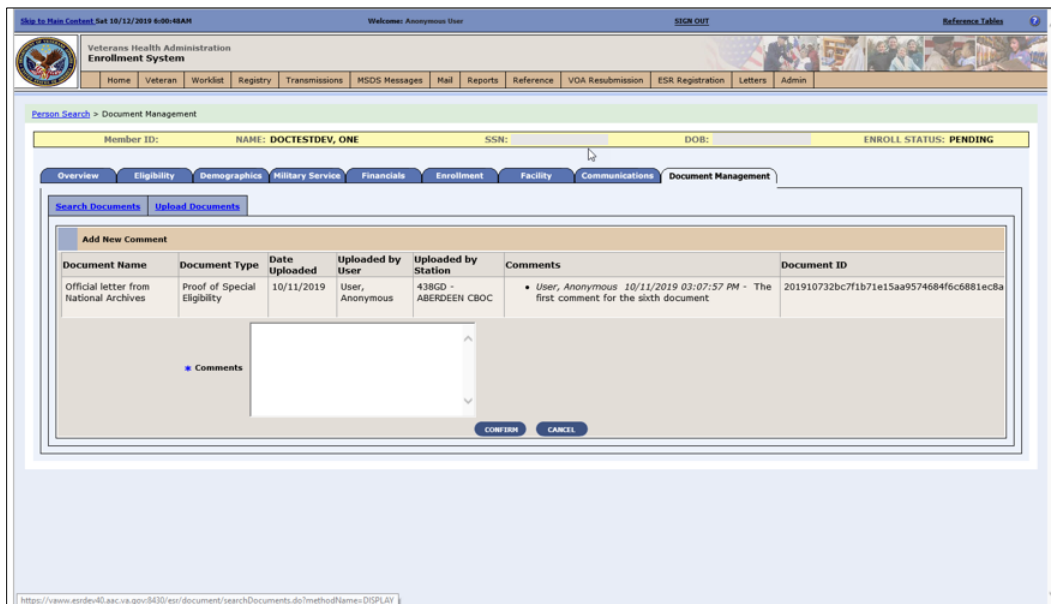 Skip to Main Content Sat 10/12/2019 6:00:48AM Welcome: Anonymous User SIGN OUT Reference Tables ?
Veterans Health Administration
Enrollment System
Home Veteran Worklist Registry Transmissions MSDS Messages Mail Reports Reference VOA Resubmission ESR Registration Letters Admin
Person Search > Document Management
Member ID: NAME: DOCTESTDEV, ONE SSN: DOB: ENROLL STATUS: PENDING
Overview Eligibility Demographics Military Service Financials Enrollment Facility Communications Document Management
Search Documents Upload Documents
Add New Comment
Document Name Document Type Date Uploaded Uploaded by User Uploaded by Station Comments Document ID
Official letter from National Archives Proof of Special Eligibility 10/11/2019 User, Anonymous 438GD - ABERDEEN CBOC • User, Anonymous 10/11/2019 03:07:57 PM - The first comment for the sixth document 201910732bc7f1b71e15aa9574684f6c6881ec8a
* Comments
CONFIRM CANCEL
https://vaww.esrdev40.aac.va.gov:8430/esr/document/searchDocuments.do?methodName=DISPLAY